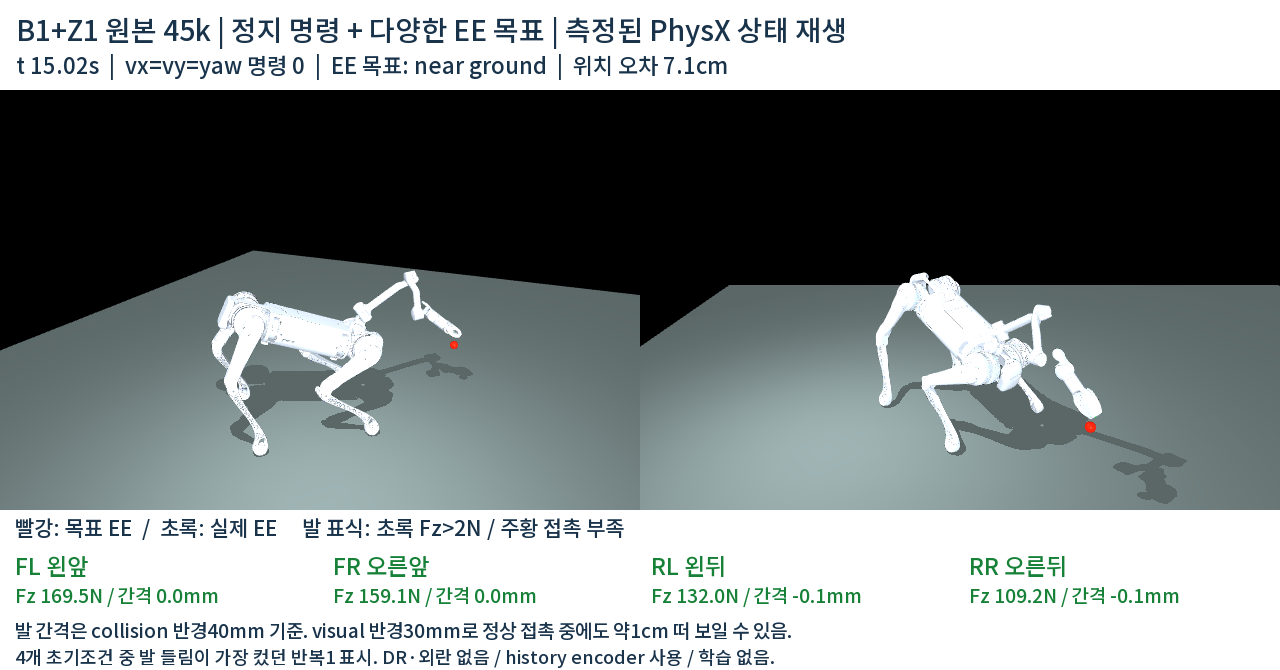 B1+Z1 원본 45k | 정지 명령 + 다양한 EE 목표 | 측정된 PhysX 상태 재생
t 15.02s | vx=vy=yaw 명령 0 | EE 목표: near ground | 위치 오차 7.1cm
빨강: 목표 EE / 초록: 실제 EE 발 표식: 초록 Fz>2N / 주황 접촉 부족
FL 왼앞 FR 오른앞 RL 왼뒤 RR 오른뒤
Fz 169.5N / 간격 0.0mm Fz 159.1N / 간격 0.0mm Fz 132.0N / 간격 -0.1mm Fz 109.2N / 간격 -0.1mm
발 간격은 collision 반경40mm 기준. visual 반경30mm로 정상 접촉 중에도 약1cm 떠 보일 수 있음.
4개 초기조건 중 발 들림이 가장 컸던 반복1 표시. DR·외란 없음 / history encoder 사용 / 학습 없음.